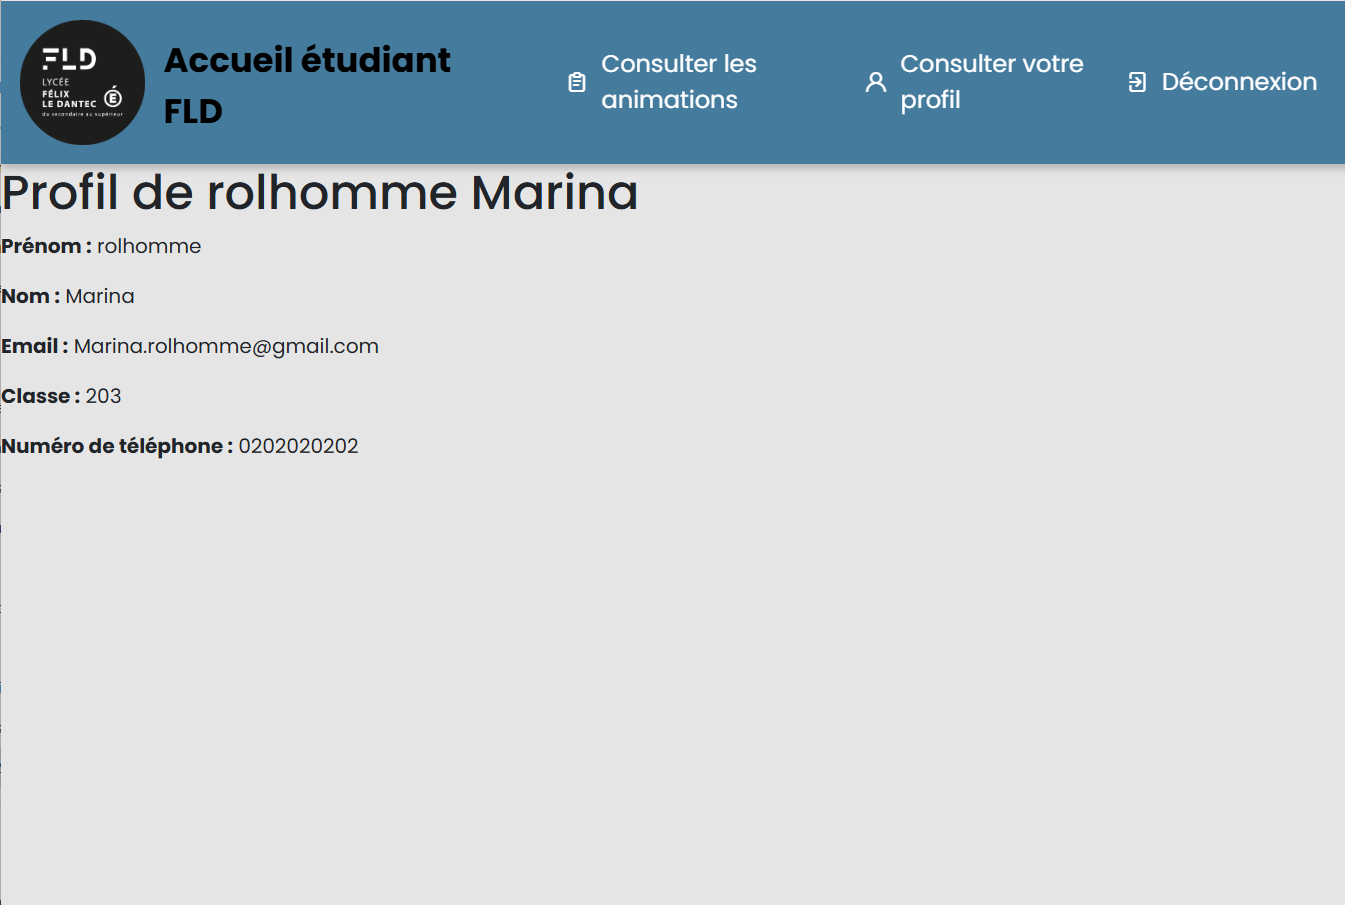 FLD
LYCÉE
FÉLIX
LE DANTEC
É
du secondaire au supérieur
Accueil étudiant
FLD
Consulter les
animations
Consulter votre
profil
Déconnexion
Profil de rolhomme Marina
Prénom : rolhomme
Nom : Marina
Email : Marina.rolhomme@gmail.com
Classe : 203
Numéro de téléphone : 0202020202